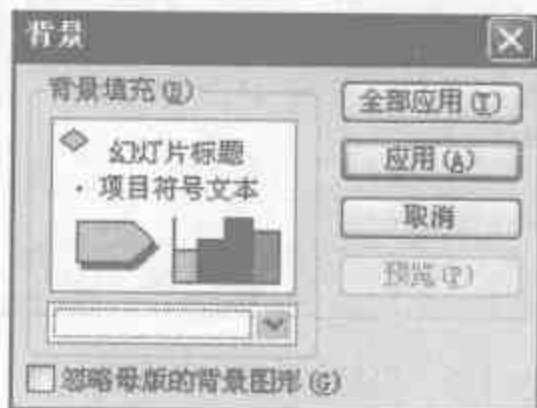 背景
背景填充(B)
全部应用(T)
幻灯片标题
应用(A)
· 项目符号文本
取消
预览(P)
忽略母版的背景图形(G)